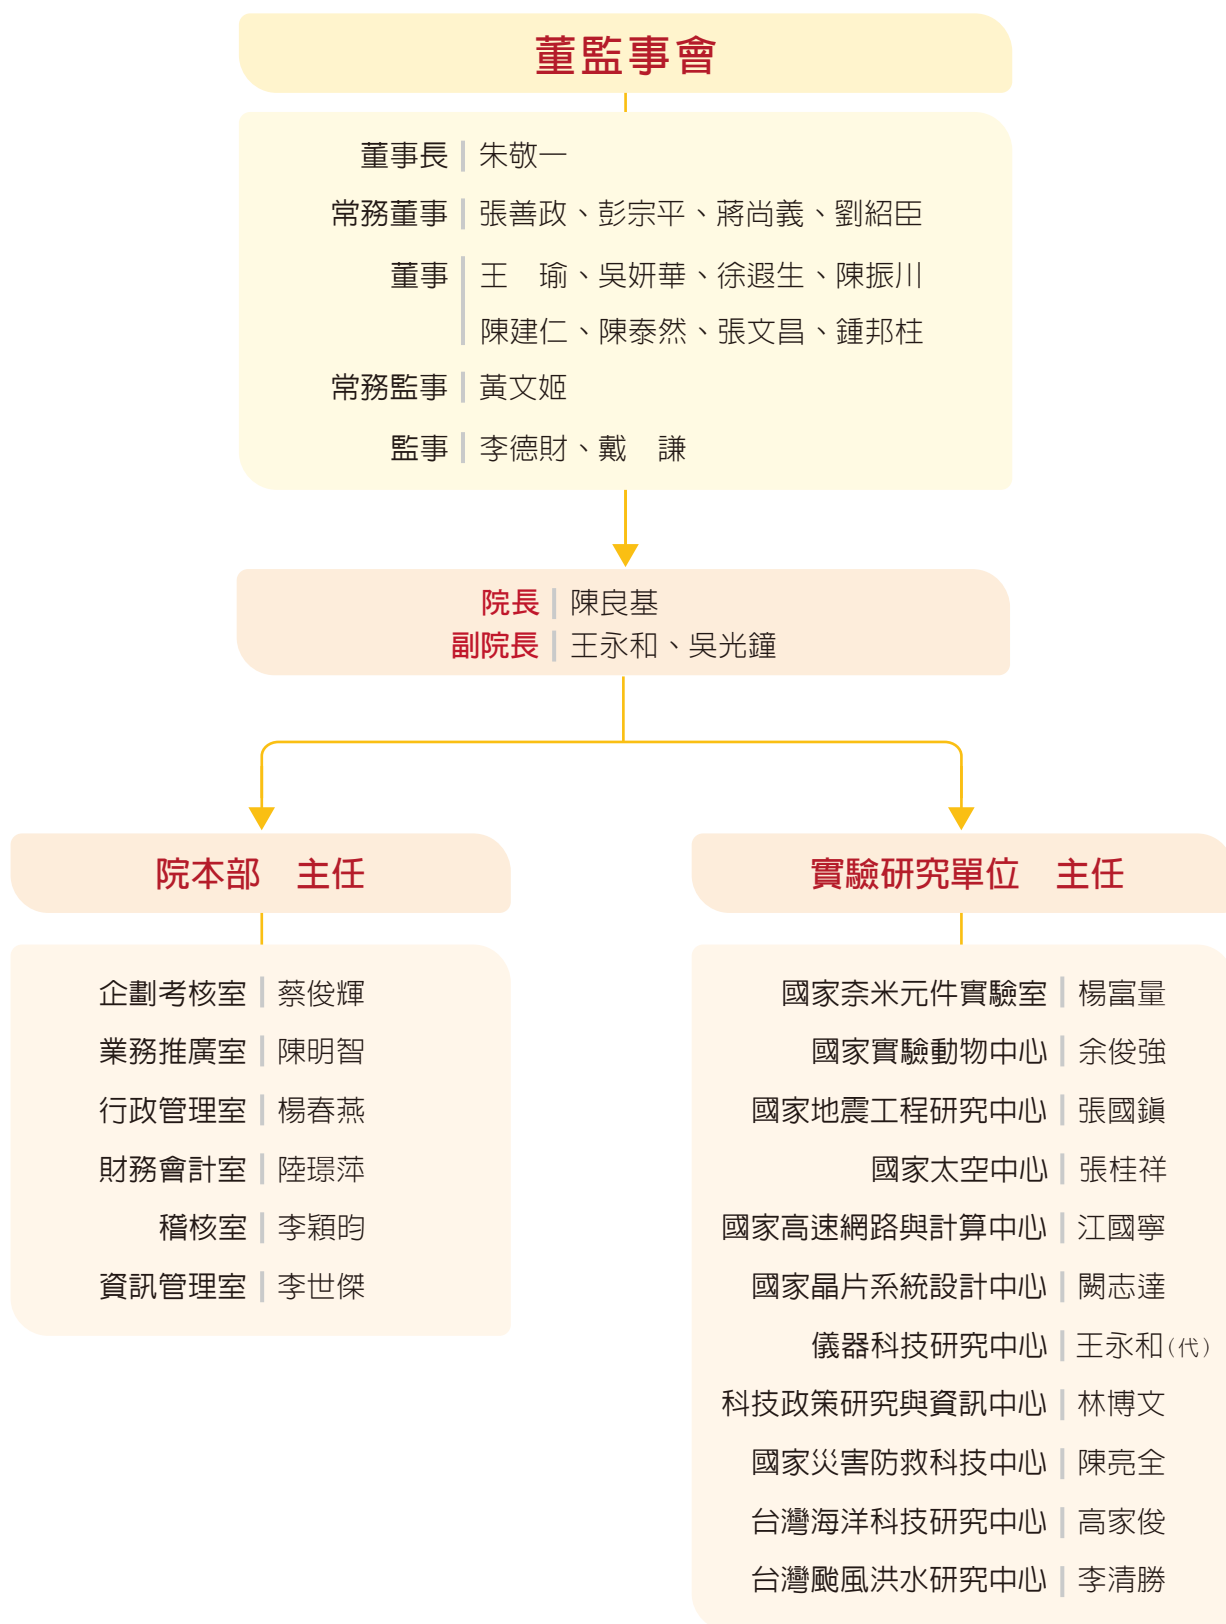 董監事會
董事長 朱敬一
常務董事 張善政、彭宗平、蔣尚義、劉紹臣
董事 王　瑜、吳妍華、徐遐生、陳振川
陳建仁、陳泰然、張文昌、鍾邦柱
常務監事 黃文姬
監事 李德財、戴　謙
院長 陳良基
副院長 王永和、吳光鐘
院本部　主任
企劃考核室 蔡俊輝
業務推廣室 陳明智
行政管理室 楊春燕
財務會計室 陸璟萍
稽核室 李穎昀
資訊管理室 李世傑
實驗研究單位　主任
國家奈米元件實驗室 楊富量
國家實驗動物中心 余俊強
國家地震工程研究中心 張國鎮
國家太空中心 張桂祥
國家高速網路與計算中心 江國寧
國家晶片系統設計中心 闕志達
儀器科技研究中心 王永和(代)
科技政策研究與資訊中心 林博文
國家災害防救科技中心 陳亮全
台灣海洋科技研究中心 高家俊
台灣颱風洪水研究中心 李清勝